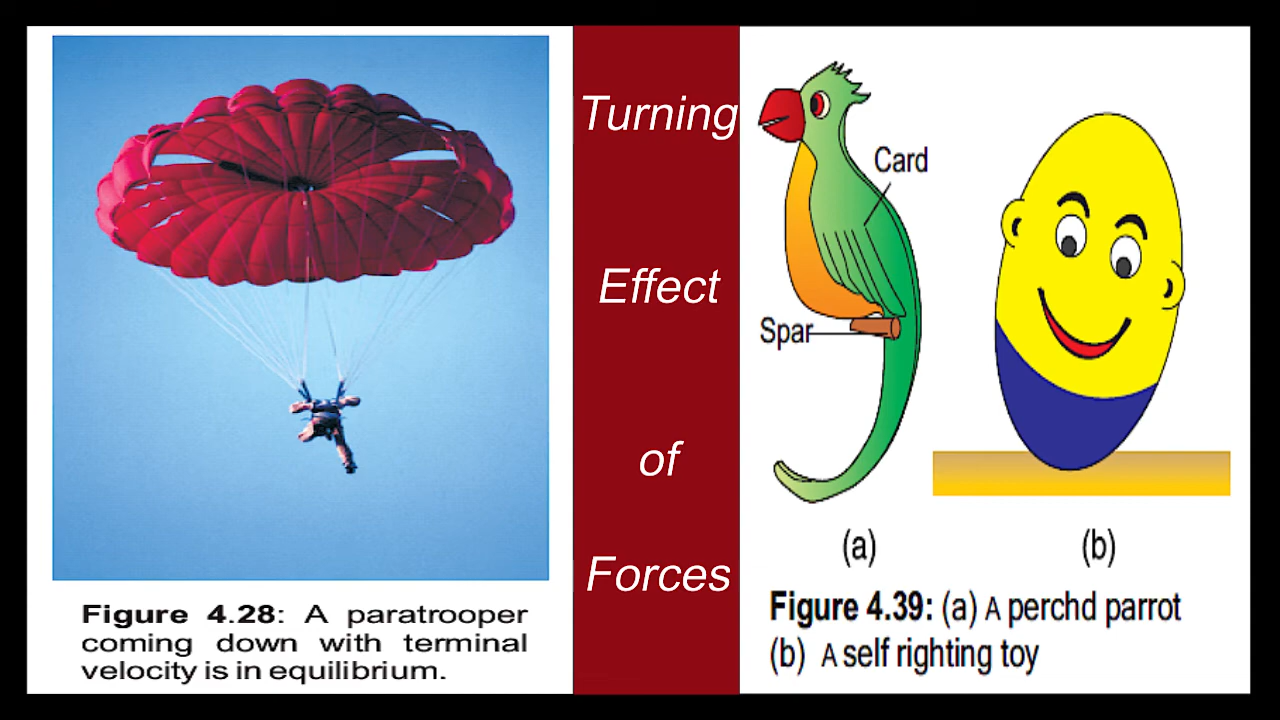 Figure 4.28: A paratrooper
coming down with terminal
velocity is in equilibrium.
Turning
Effect
of
Forces
Card
Spar
(a)
(b)
Figure 4.39: (a) A perchd parrot
(b) A self righting toy